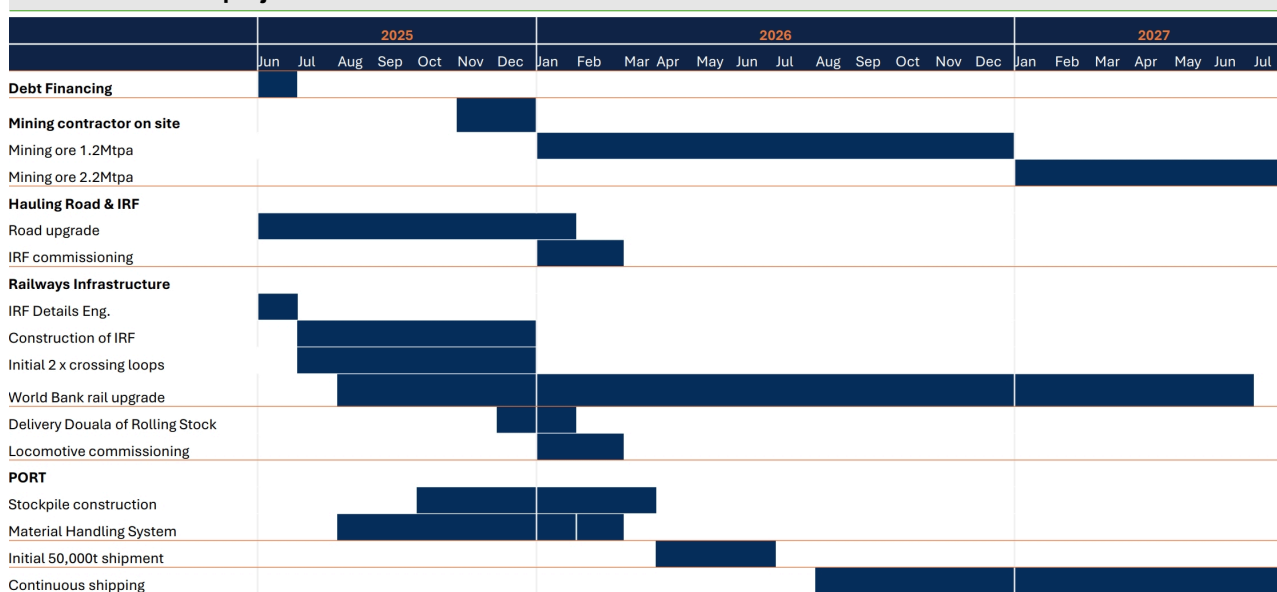 2025 2026 2027
Jun Jul Aug Sep Oct Nov Dec Jan Feb Mar Apr May Jun Jul Aug Sep Oct Nov Dec Jan Feb Mar Apr May Jun Jul
Debt Financing
Mining contractor on site
Mining ore 1.2Mtpa
Mining ore 2.2Mtpa
Hauling Road & IRF
Road upgrade
IRF commissioning
Railways Infrastructure
IRF Details Eng.
Construction of IRF
Initial 2 x crossing loops
World Bank rail upgrade
Delivery Douala of Rolling Stock
Locomotive commissioning
PORT
Stockpile construction
Material Handling System
Initial 50,000t shipment
Continuous shipping